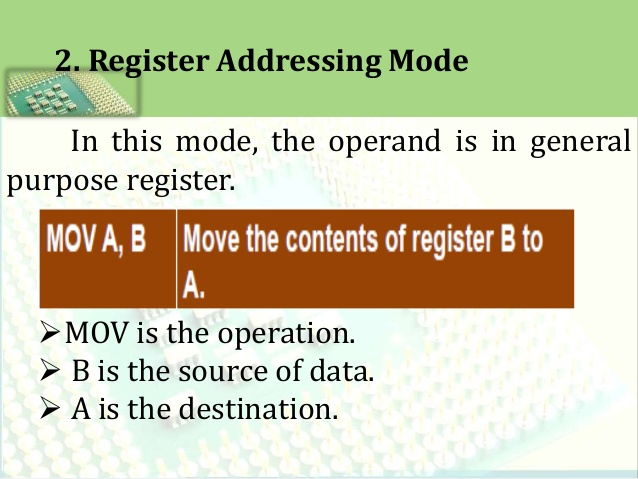 2. Register Addressing Mode
In this mode, the operand is in general
purpose register.
MOV A, B Move the contents of register B to
A.
➢MOV is the operation.
➢ B is the source of data.
➢ A is the destination.